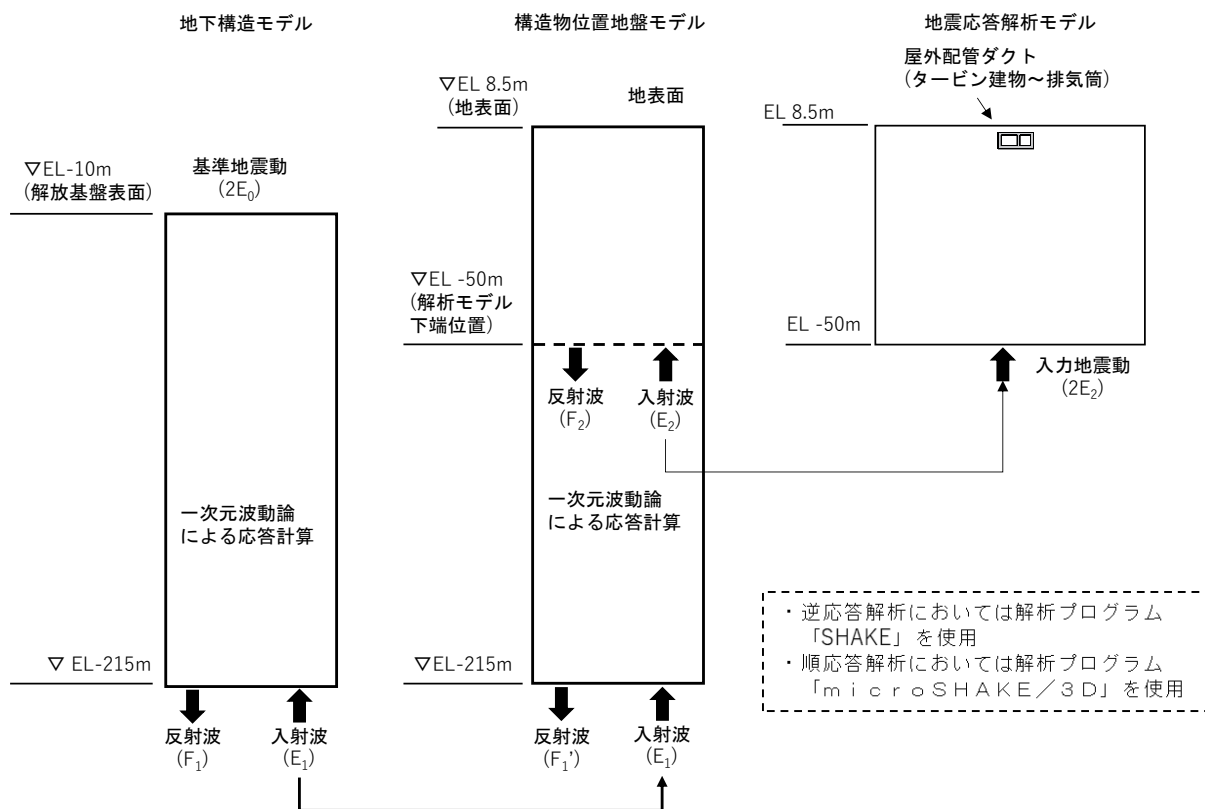 地下構造モデル
▽EL-10m
(解放基盤表面)
基準地震動
(2E₀)
一次元波動論
による応答計算
▽ EL-215m
反射波
(F₁)
入射波
(E₁)
構造物位置地盤モデル
▽EL 8.5m
(地表面)
地表面
▽EL -50m
(解析モデル
下端位置)
反射波
(F₂)
入射波
(E₂)
一次元波動論
による応答計算
▽EL-215m
反射波
(F₁')
入射波
(E₁)
地震応答解析モデル
屋外配管ダクト
(タービン建物～排気筒)
EL 8.5m
EL -50m
入力地震動
(2E₂)
・逆応答解析においては解析プログラム
「SHAKE」を使用
・順応答解析においては解析プログラム
「ｍｉｃｒｏSHAKE／３Ｄ」を使用